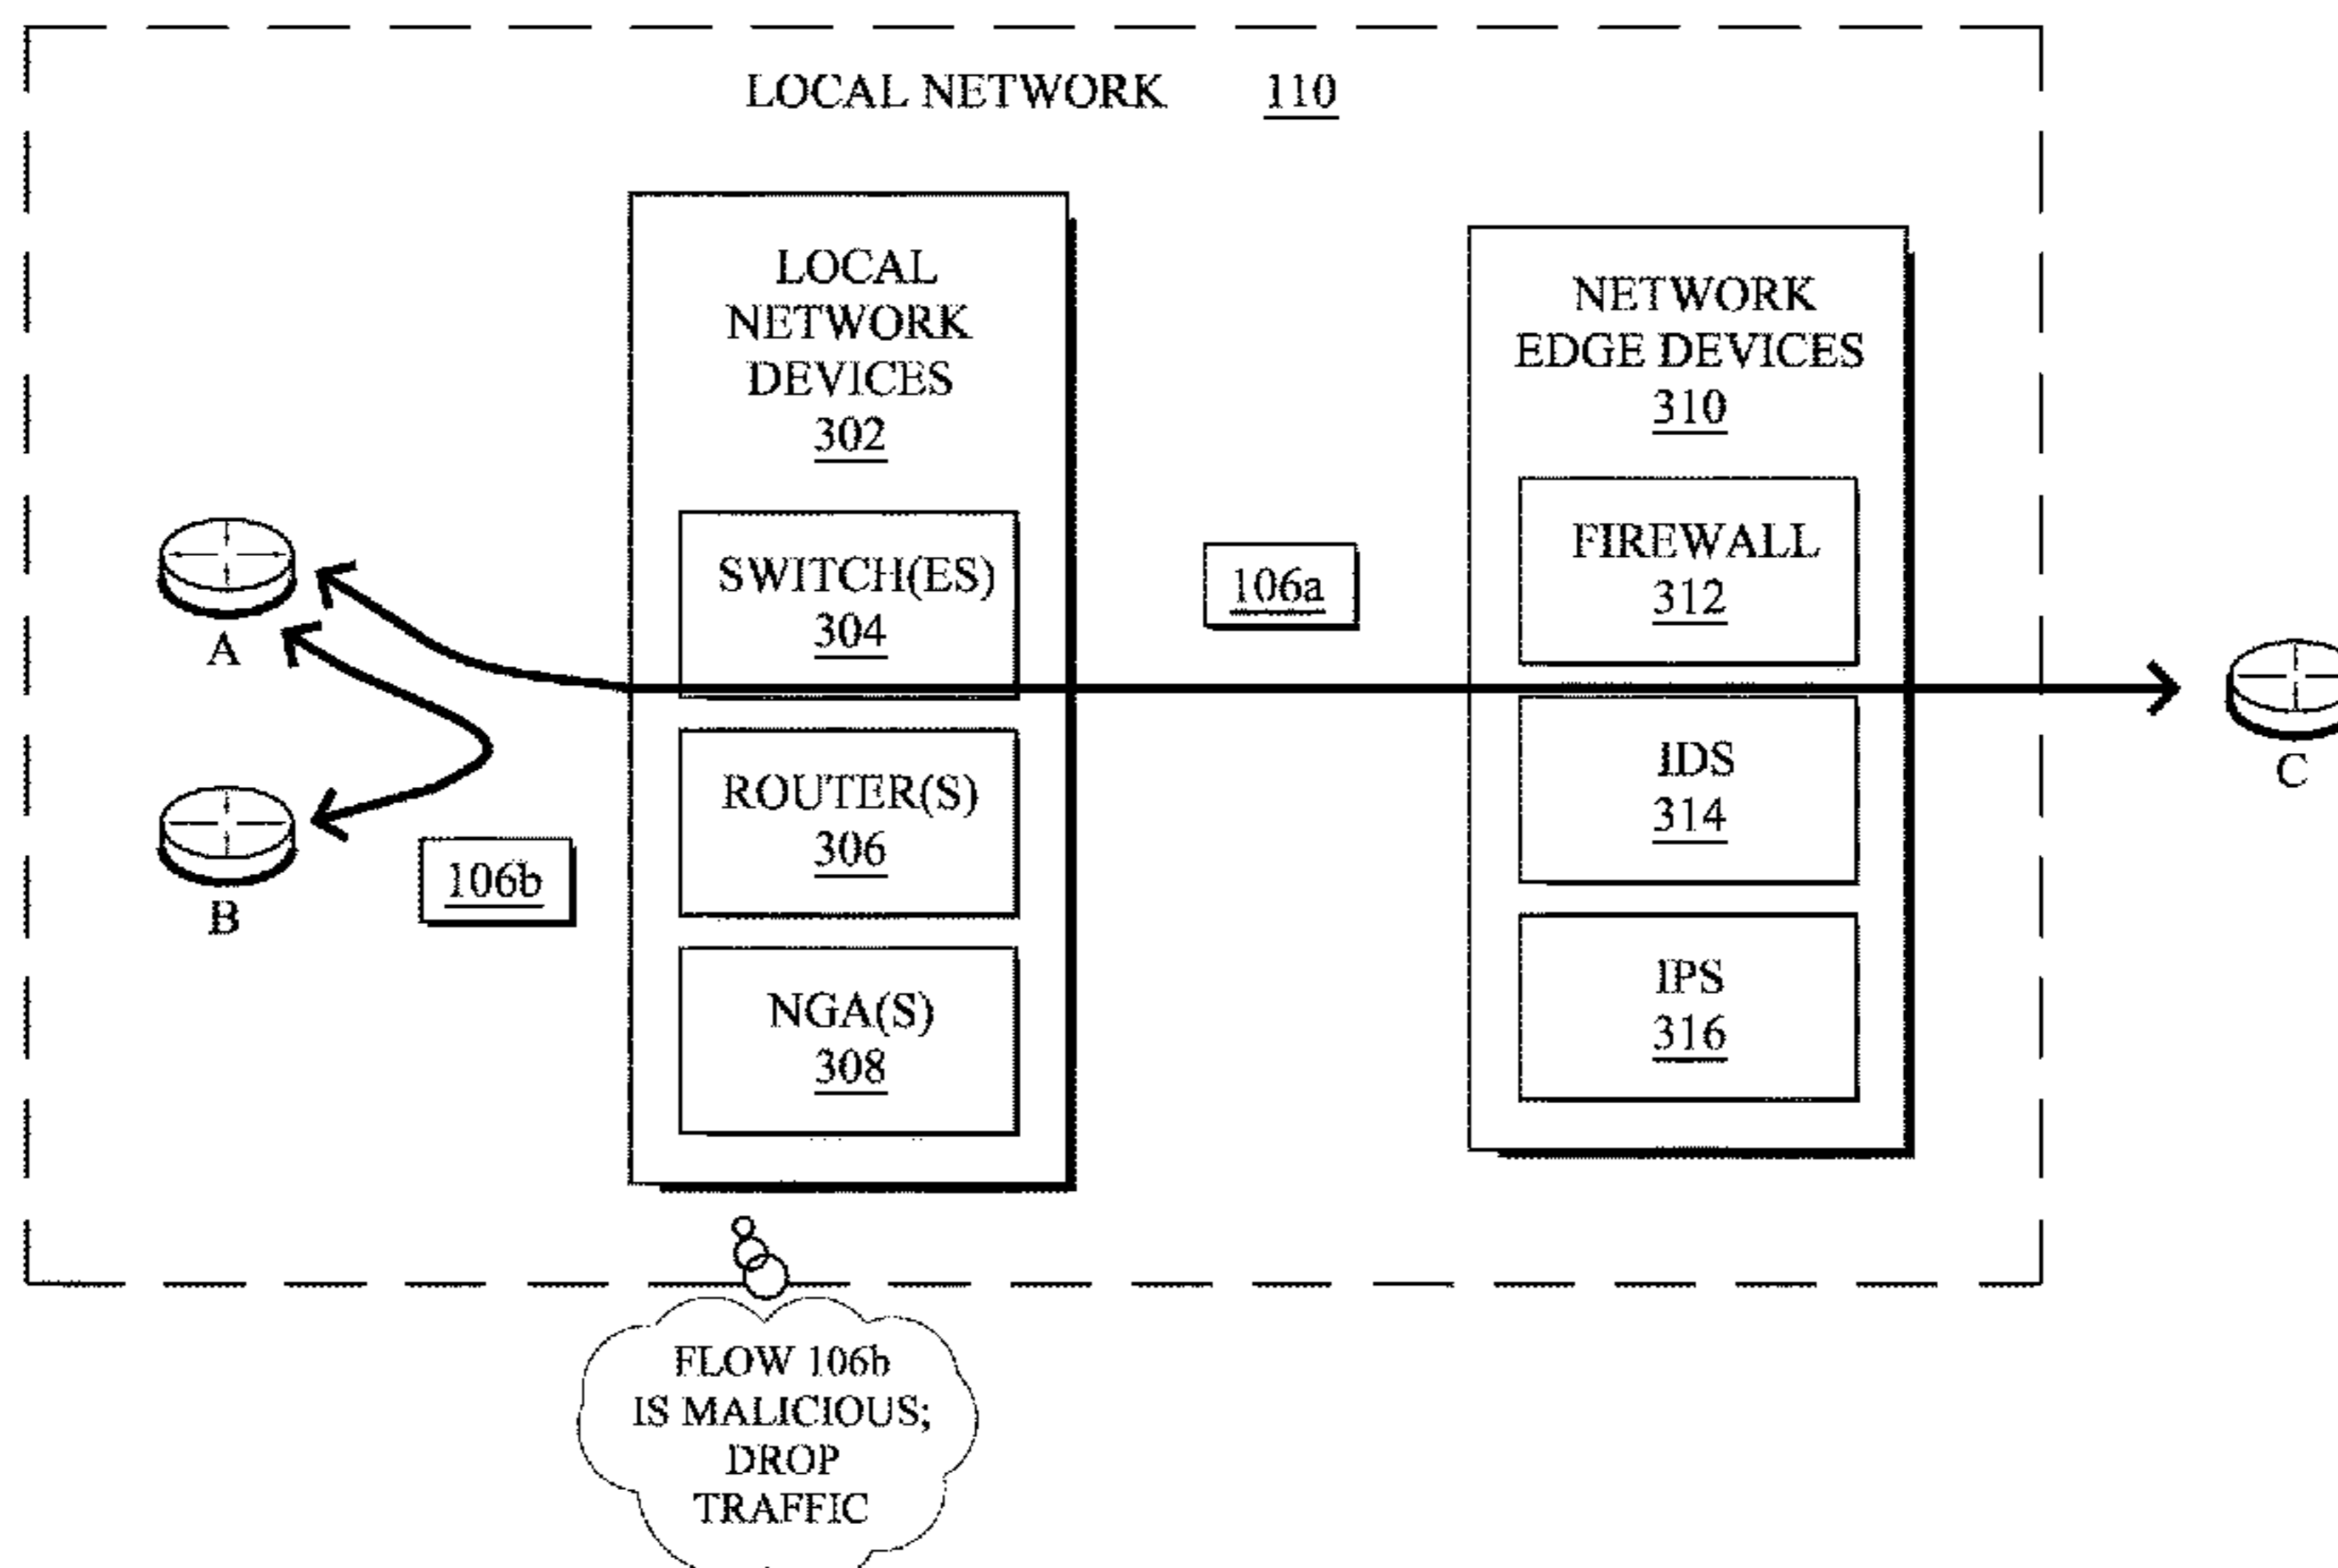 LOCAL NETWORK 110
LOCAL
NETWORK
DEVICES
302
SWITCH(ES)
304
ROUTER(S)
306
NGA(S)
308
NETWORK
EDGE DEVICES
310
FIREWALL
312
IDS
314
IPS
316
106a
106b
A
B
C
FLOW 106b
IS MALICIOUS;
DROP
TRAFFIC